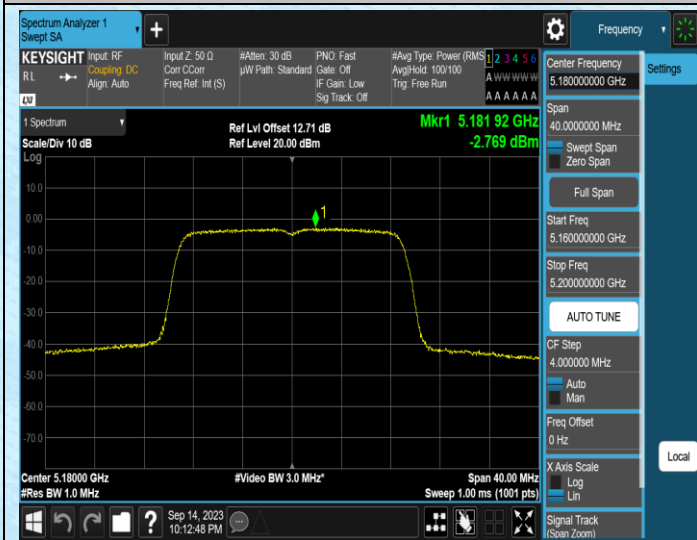 Spectrum Analyzer 1
Swept SA
+
Frequency
KEYSIGHT
RL
LXI
Input: RF
Coupling: DC
Align: Auto
Input Z: 50 Ω
Corr CCorr
Freq Ref: Int (S)
#Atten: 30 dB
µW Path: Standard
PNO: Fast
Gate: Off
IF Gain: Low
Sig Track: Off
#Avg Type: Power (RMS
Avg|Hold: 100/100
Trig: Free Run
1 2 3 4 5 6
A W W W W W
A A A A A A
1 Spectrum
Scale/Div 10 dB
Log
Ref Lvl Offset 12.71 dB
Ref Level 20.00 dBm
Mkr1 5.181 92 GHz
-2.769 dBm
10.0
0.00
-10.0
-20.0
-30.0
-40.0
-50.0
-60.0
-70.0
1
Center 5.18000 GHz
#Res BW 1.0 MHz
#Video BW 3.0 MHz*
Span 40.00 MHz
Sweep 1.00 ms (1001 pts)
?
Sep 14, 2023
10:12:48 PM
Center Frequency
5.180000000 GHz
Span
40.0000000 MHz
Swept Span
Zero Span
Full Span
Start Freq
5.160000000 GHz
Stop Freq
5.200000000 GHz
AUTO TUNE
CF Step
4.000000 MHz
Auto
Man
Freq Offset
0 Hz
X Axis Scale
Log
Lin
Signal Track
(Span Zoom)
Settings
Local